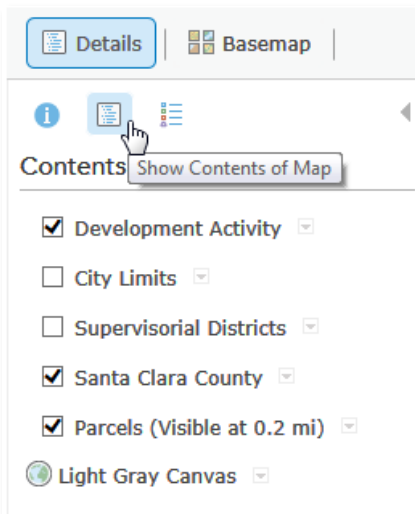 Details Basemap
Contents Show Contents of Map
Development Activity
City Limits
Supervisorial Districts
Santa Clara County
Parcels (Visible at 0.2 mi)
Light Gray Canvas